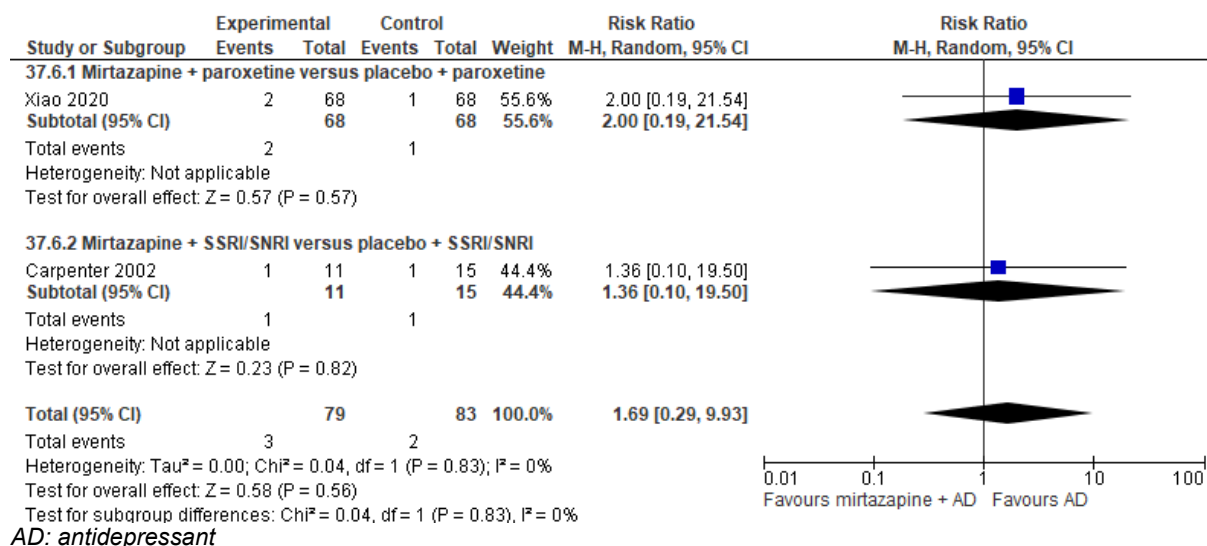 Experimental Control Risk Ratio Risk Ratio
Study or Subgroup Events Total Events Total Weight M-H, Random, 95% CI M-H, Random, 95% CI
37.6.1 Mirtazapine + paroxetine versus placebo + paroxetine
Xiao 2020 2 68 1 68 55.6% 2.00 [0.19, 21.54]
Subtotal (95% CI) 68 68 55.6% 2.00 [0.19, 21.54]
Total events 2 1
Heterogeneity: Not applicable
Test for overall effect: Z = 0.57 (P = 0.57)
37.6.2 Mirtazapine + SSRI/SNRI versus placebo + SSRI/SNRI
Carpenter 2002 1 11 1 15 44.4% 1.36 [0.10, 19.50]
Subtotal (95% CI) 11 15 44.4% 1.36 [0.10, 19.50]
Total events 1 1
Heterogeneity: Not applicable
Test for overall effect: Z = 0.23 (P = 0.82)
Total (95% CI) 79 83 100.0% 1.69 [0.29, 9.93]
Total events 3 2
Heterogeneity: Tau² = 0.00; Chi² = 0.04, df = 1 (P = 0.83); I² = 0%
Test for overall effect: Z = 0.58 (P = 0.56)
Test for subgroup differences: Chi² = 0.04, df = 1 (P = 0.83), I² = 0%
0.01 0.1 1 10 100
Favours mirtazapine + AD Favours AD
AD: antidepressant